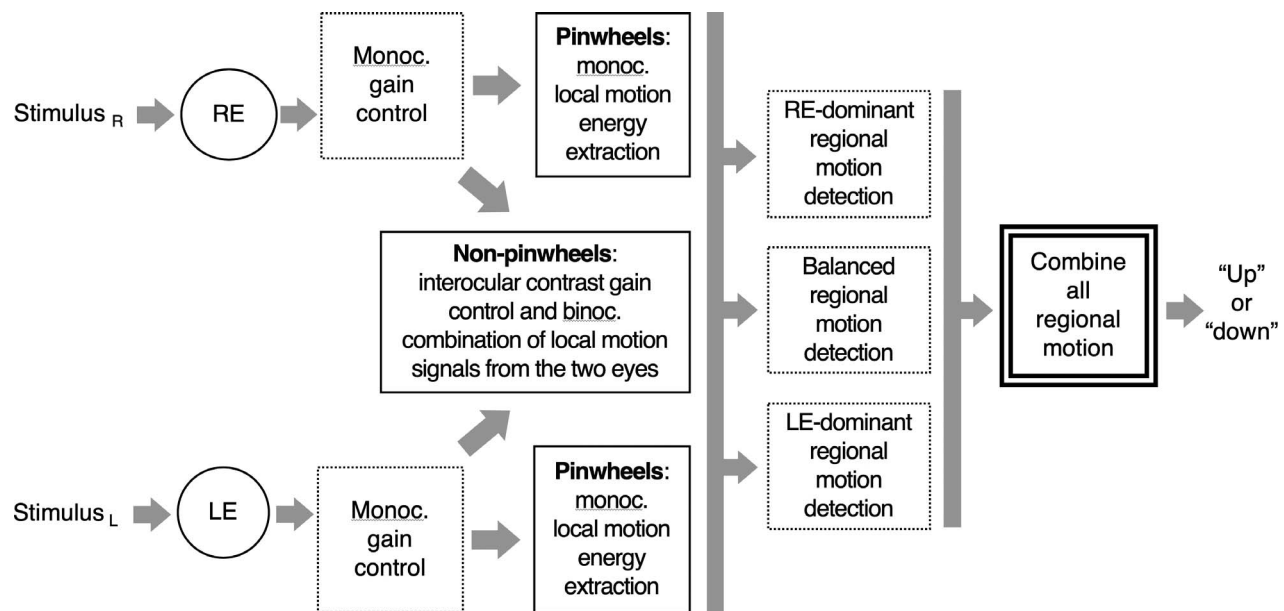 Stimulus R
RE
Monoc.
gain
control
Pinwheels:
monoc.
local motion
energy
extraction
Non-pinwheels:
interocular contrast gain
control and binoc.
combination of local motion
signals from the two eyes
Stimulus L
LE
Monoc.
gain
control
Pinwheels:
monoc.
local motion
energy
extraction
RE-dominant
regional
motion
detection
Balanced
regional
motion
detection
LE-dominant
regional
motion
detection
Combine
all
regional
motion
“Up”
or
“down”